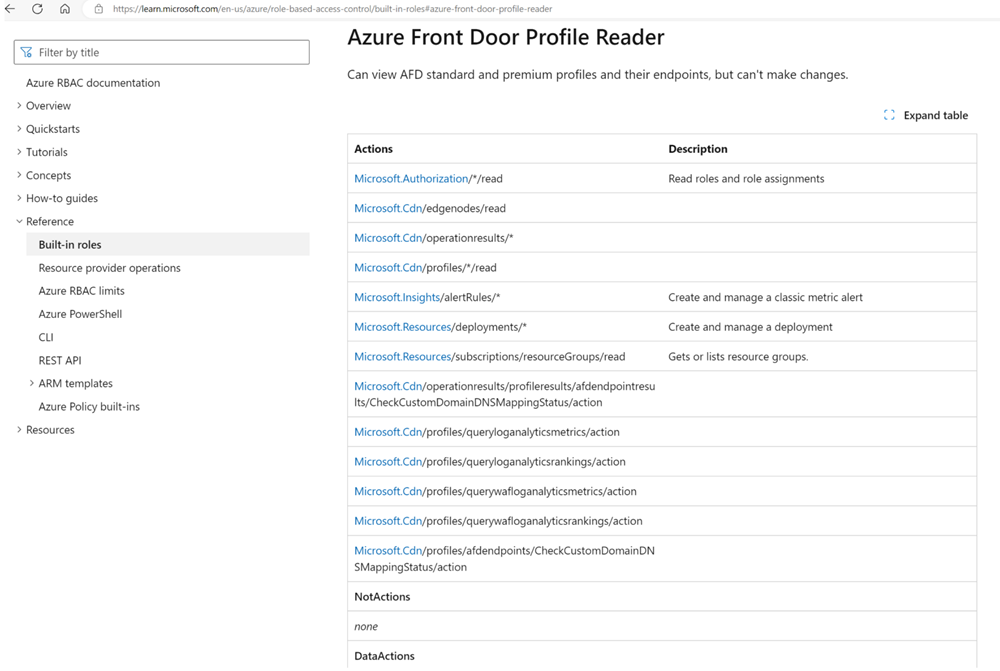 https://learn.microsoft.com/en-us/azure/role-based-access-control/built-in-roles#azure-front-door-profile-reader
Filter by title
Azure RBAC documentation
Overview
Quickstarts
Tutorials
Concepts
How-to guides
Reference
Built-in roles
Resource provider operations
Azure RBAC limits
Azure PowerShell
CLI
REST API
ARM templates
Azure Policy built-ins
Resources
Azure Front Door Profile Reader
Can view AFD standard and premium profiles and their endpoints, but can't make changes.
Expand table
Actions Description
Microsoft.Authorization/*/read Read roles and role assignments
Microsoft.Cdn/edgenodes/read
Microsoft.Cdn/operationresults/*
Microsoft.Cdn/profiles/*/read
Microsoft.Insights/alertRules/* Create and manage a classic metric alert
Microsoft.Resources/deployments/* Create and manage a deployment
Microsoft.Resources/subscriptions/resourceGroups/read Gets or lists resource groups.
Microsoft.Cdn/operationresults/profileresults/afdendpointresu
lts/CheckCustomDomainDNSMappingStatus/action
Microsoft.Cdn/profiles/queryloganalyticsmetrics/action
Microsoft.Cdn/profiles/queryloganalyticsrankings/action
Microsoft.Cdn/profiles/querywafloganalyticsmetrics/action
Microsoft.Cdn/profiles/querywafloganalyticsrankings/action
Microsoft.Cdn/profiles/afdendpoints/CheckCustomDomainDN
SMappingStatus/action
NotActions
none
DataActions